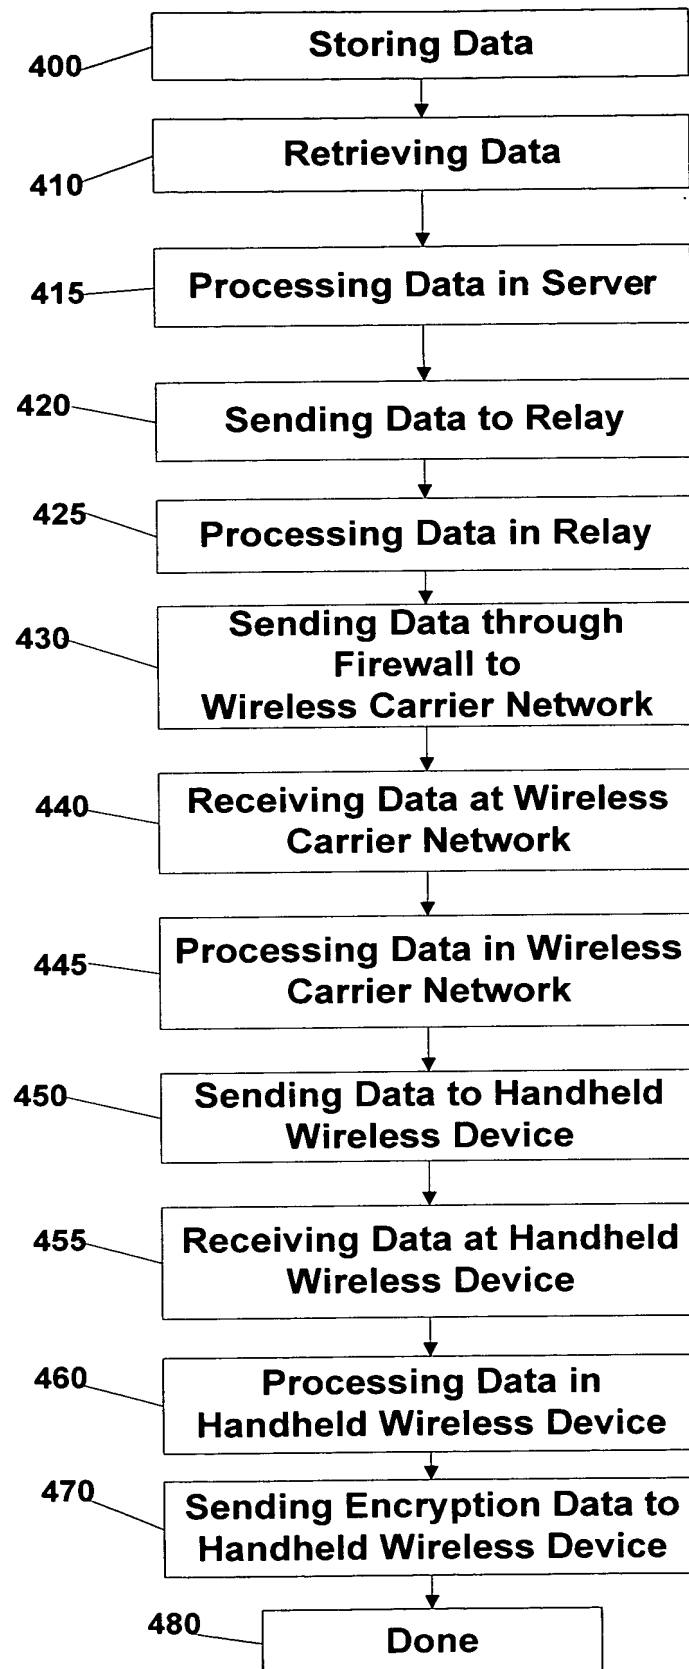 400
Storing Data
410
Retrieving Data
415
Processing Data in Server
420
Sending Data to Relay
425
Processing Data in Relay
430
Sending Data through
Firewall to
Wireless Carrier Network
440
Receiving Data at Wireless
Carrier Network
445
Processing Data in Wireless
Carrier Network
450
Sending Data to Handheld
Wireless Device
455
Receiving Data at Handheld
Wireless Device
460
Processing Data in
Handheld Wireless Device
470
Sending Encryption Data to
Handheld Wireless Device
480
Done